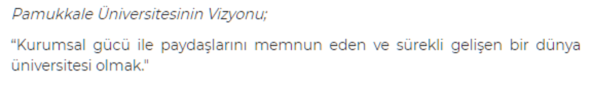 Pamukkale Üniversitesinin Vizyonu;
"Kurumsal gücü ile paydaşlarını memnun eden ve sürekli gelişen bir dünya
üniversitesi olmak."